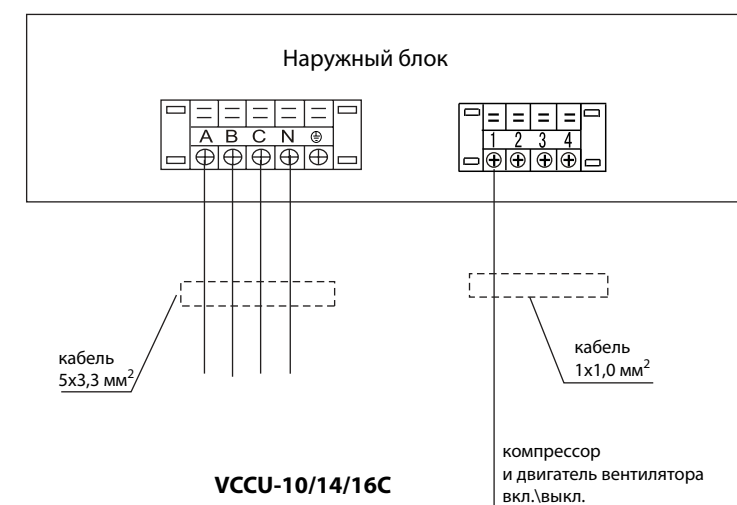 Наружный блок
A B C N
1 2 3 4
кабель
5x3,3 мм²
кабель
1x1,0 мм²
компрессор
и двигатель вентилятора
вкл.\выкл.
VCCU-10/14/16C